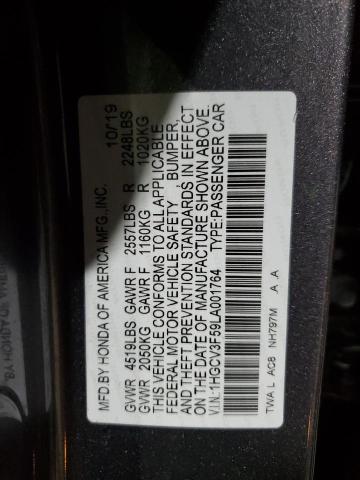 MFD.BY HONDA OF AMERICA MFG.,INC. 10/19
GVWR 4519LBS GAWR F 2557LBS R 2248LBS
GVWR 2050KG GAWR F 1160KG R 1020KG
THIS VEHICLE CONFORMS TO ALL APPLICABLE
FEDERAL MOTOR VEHICLE SAFETY , BUMPER,
AND THEFT PREVENTION STANDARDS IN EFFECT
ON THE DATE OF MANUFACTURE SHOWN ABOVE.
V.I.N.:1HGCV3F59LA001764 TYPE:PASSENGER CAR
TWA L AC8 NH797M A .A